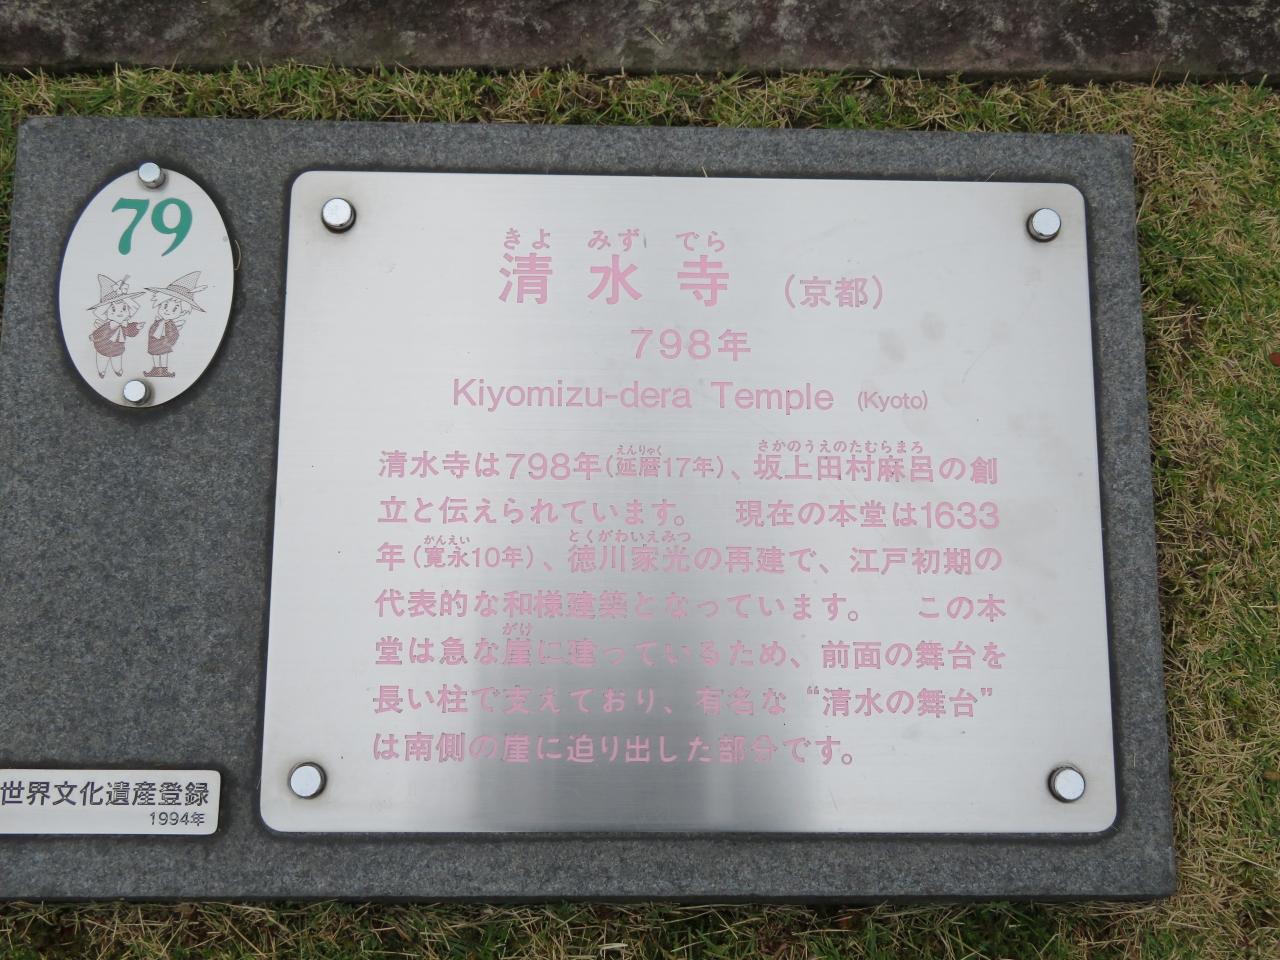 79
きよ みず でら
清水寺 （京都）
798年
Kiyomizu-dera Temple (Kyoto)
えんりゃく さかのうえのたむらまろ
清水寺は798年（延暦17年）、坂上田村麻呂の創
立と伝えられています。 現在の本堂は1633
かんえい とくがわいえみつ
年（寛永10年）、徳川家光の再建で、江戸初期の
代表的な和様建築となっています。 この本
がけ
堂は急な崖に建っているため、前面の舞台を
長い柱で支えており、有名な“清水の舞台”
は南側の崖に迫り出した部分です。
世界文化遺産登録
1994年